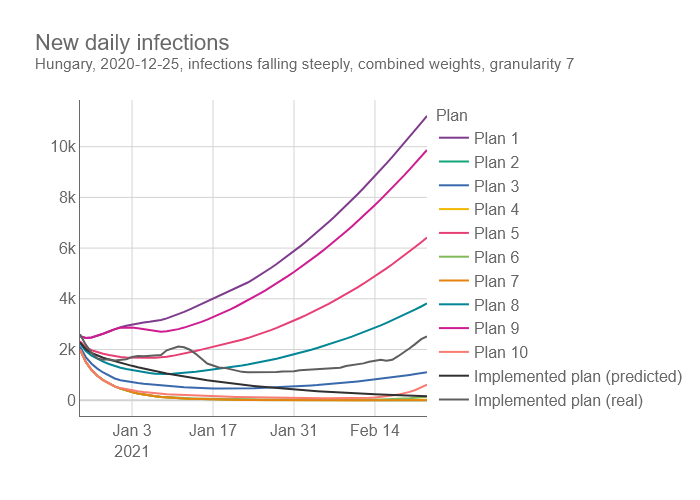 New daily infections
Hungary, 2020-12-25, infections falling steeply, combined weights, granularity 7
Plan
10k
8k
6k
4k
2k
0
Jan 3
2021
Jan 17
Jan 31
Feb 14
Plan 1
Plan 2
Plan 3
Plan 4
Plan 5
Plan 6
Plan 7
Plan 8
Plan 9
Plan 10
Implemented plan (predicted)
Implemented plan (real)